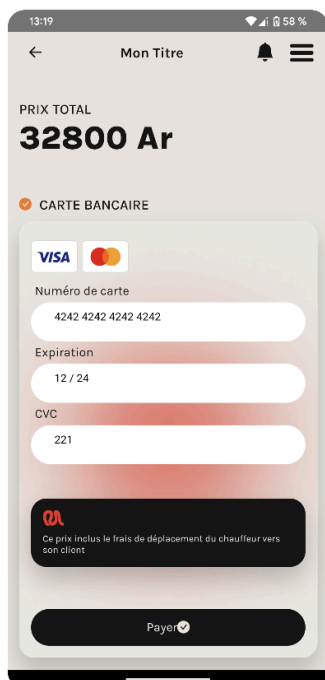 13:19
58 %
Mon Titre
PRIX TOTAL
32800 Ar
CARTE BANCAIRE
VISA
Numéro de carte
4242 4242 4242 4242
Expiration
12 / 24
CVC
221
Ce prix inclus le frais de déplacement du chauffeur vers
son client
Payer